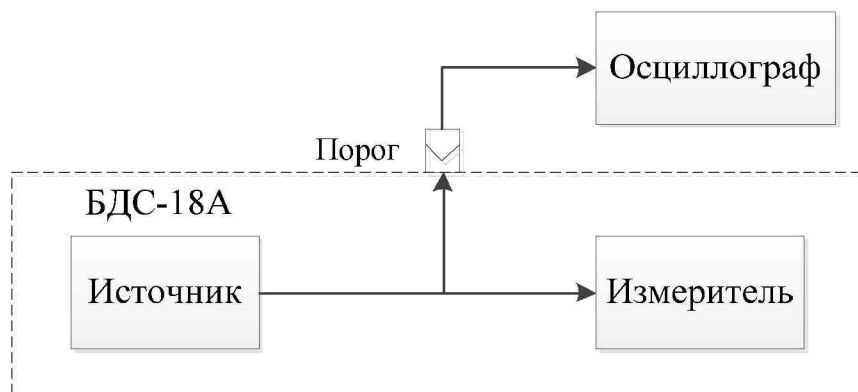 Осциллограф
Порог
БДС-18А
Источник
Измеритель